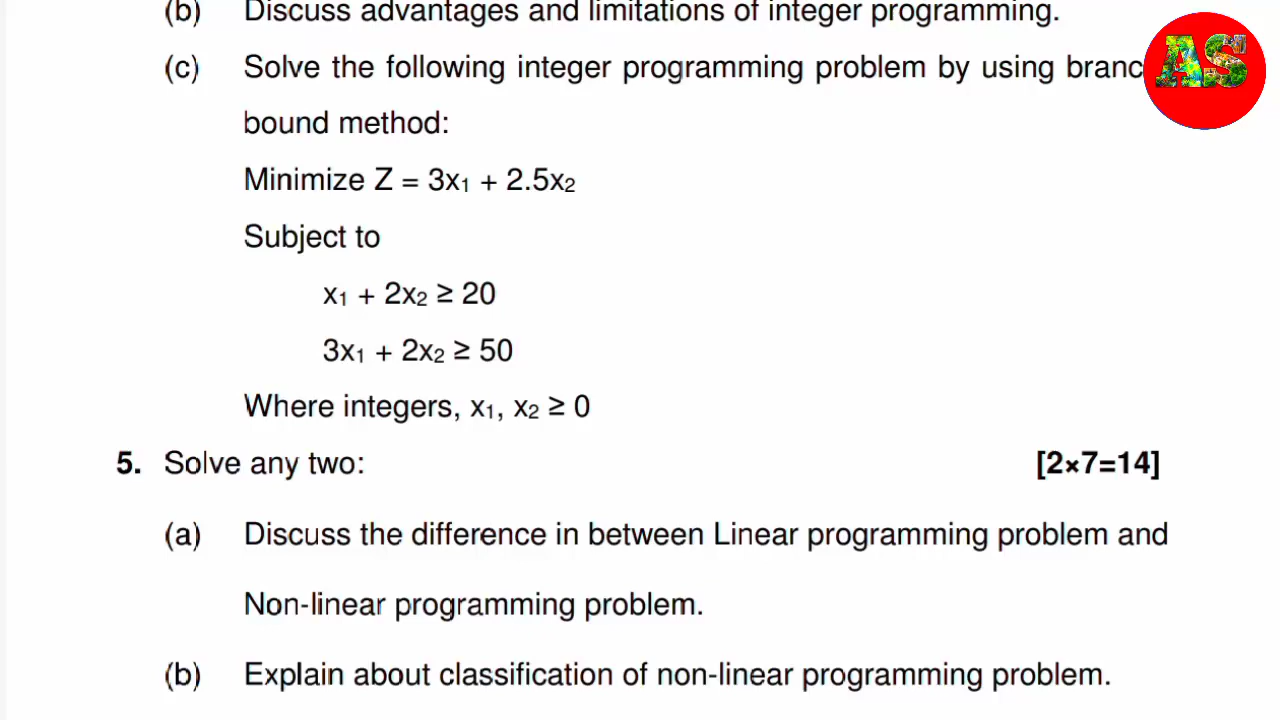 (b) Discuss advantages and limitations of integer programming.
(c) Solve the following integer programming problem by using branc
AS
bound method:
Minimize Z = 3x₁ + 2.5x₂
Subject to
x₁ + 2x₂ ≥ 20
3x₁ + 2x₂ ≥ 50
Where integers, x₁, x₂ ≥ 0
5. Solve any two: [2×7=14]
(a) Discuss the difference in between Linear programming problem and
Non-linear programming problem.
(b) Explain about classification of non-linear programming problem.